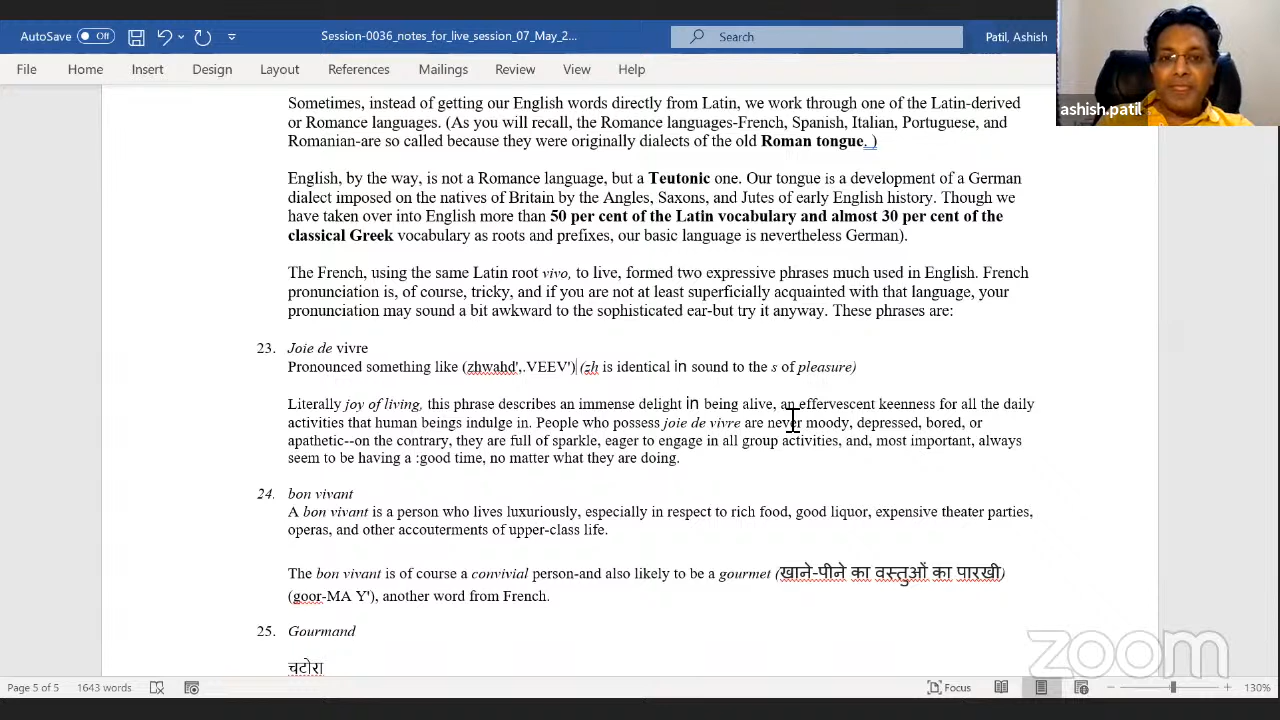 AutoSave Off Session-0036_notes_for_live_session_07_May_2... Search Patil, Ashish
File Home Insert Design Layout References Mailings Review View Help
ashish.patil
Sometimes, instead of getting our English words directly from Latin, we work through one of the Latin-derived
or Romance languages. (As you will recall, the Romance languages-French, Spanish, Italian, Portuguese, and
Romanian-are so called because they were originally dialects of the old Roman tongue. )
English, by the way, is not a Romance language, but a Teutonic one. Our tongue is a development of a German
dialect imposed on the natives of Britain by the Angles, Saxons, and Jutes of early English history. Though we
have taken over into English more than 50 per cent of the Latin vocabulary and almost 30 per cent of the
classical Greek vocabulary as roots and prefixes, our basic language is nevertheless German).
The French, using the same Latin root vivo, to live, formed two expressive phrases much used in English. French
pronunciation is, of course, tricky, and if you are not at least superficially acquainted with that language, your
pronunciation may sound a bit awkward to the sophisticated ear-but try it anyway. These phrases are:
23. Joie de vivre
Pronounced something like (zhwahd',.VEEV') (zh is identical in sound to the s of pleasure)
Literally joy of living, this phrase describes an immense delight in being alive, an effervescent keenness for all the daily
activities that human beings indulge in. People who possess joie de vivre are never moody, depressed, bored, or
apathetic--on the contrary, they are full of sparkle, eager to engage in all group activities, and, most important, always
seem to be having a :good time, no matter what they are doing.
24. bon vivant
A bon vivant is a person who lives luxuriously, especially in respect to rich food, good liquor, expensive theater parties,
operas, and other accouterments of upper-class life.
The bon vivant is of course a convivial person-and also likely to be a gourmet (खाने-पीने का वस्तुओं का पारखी)
(goor-MA Y'), another word from French.
25. Gourmand
चटोरा
zoom
Page 5 of 5 1643 words Focus 130%